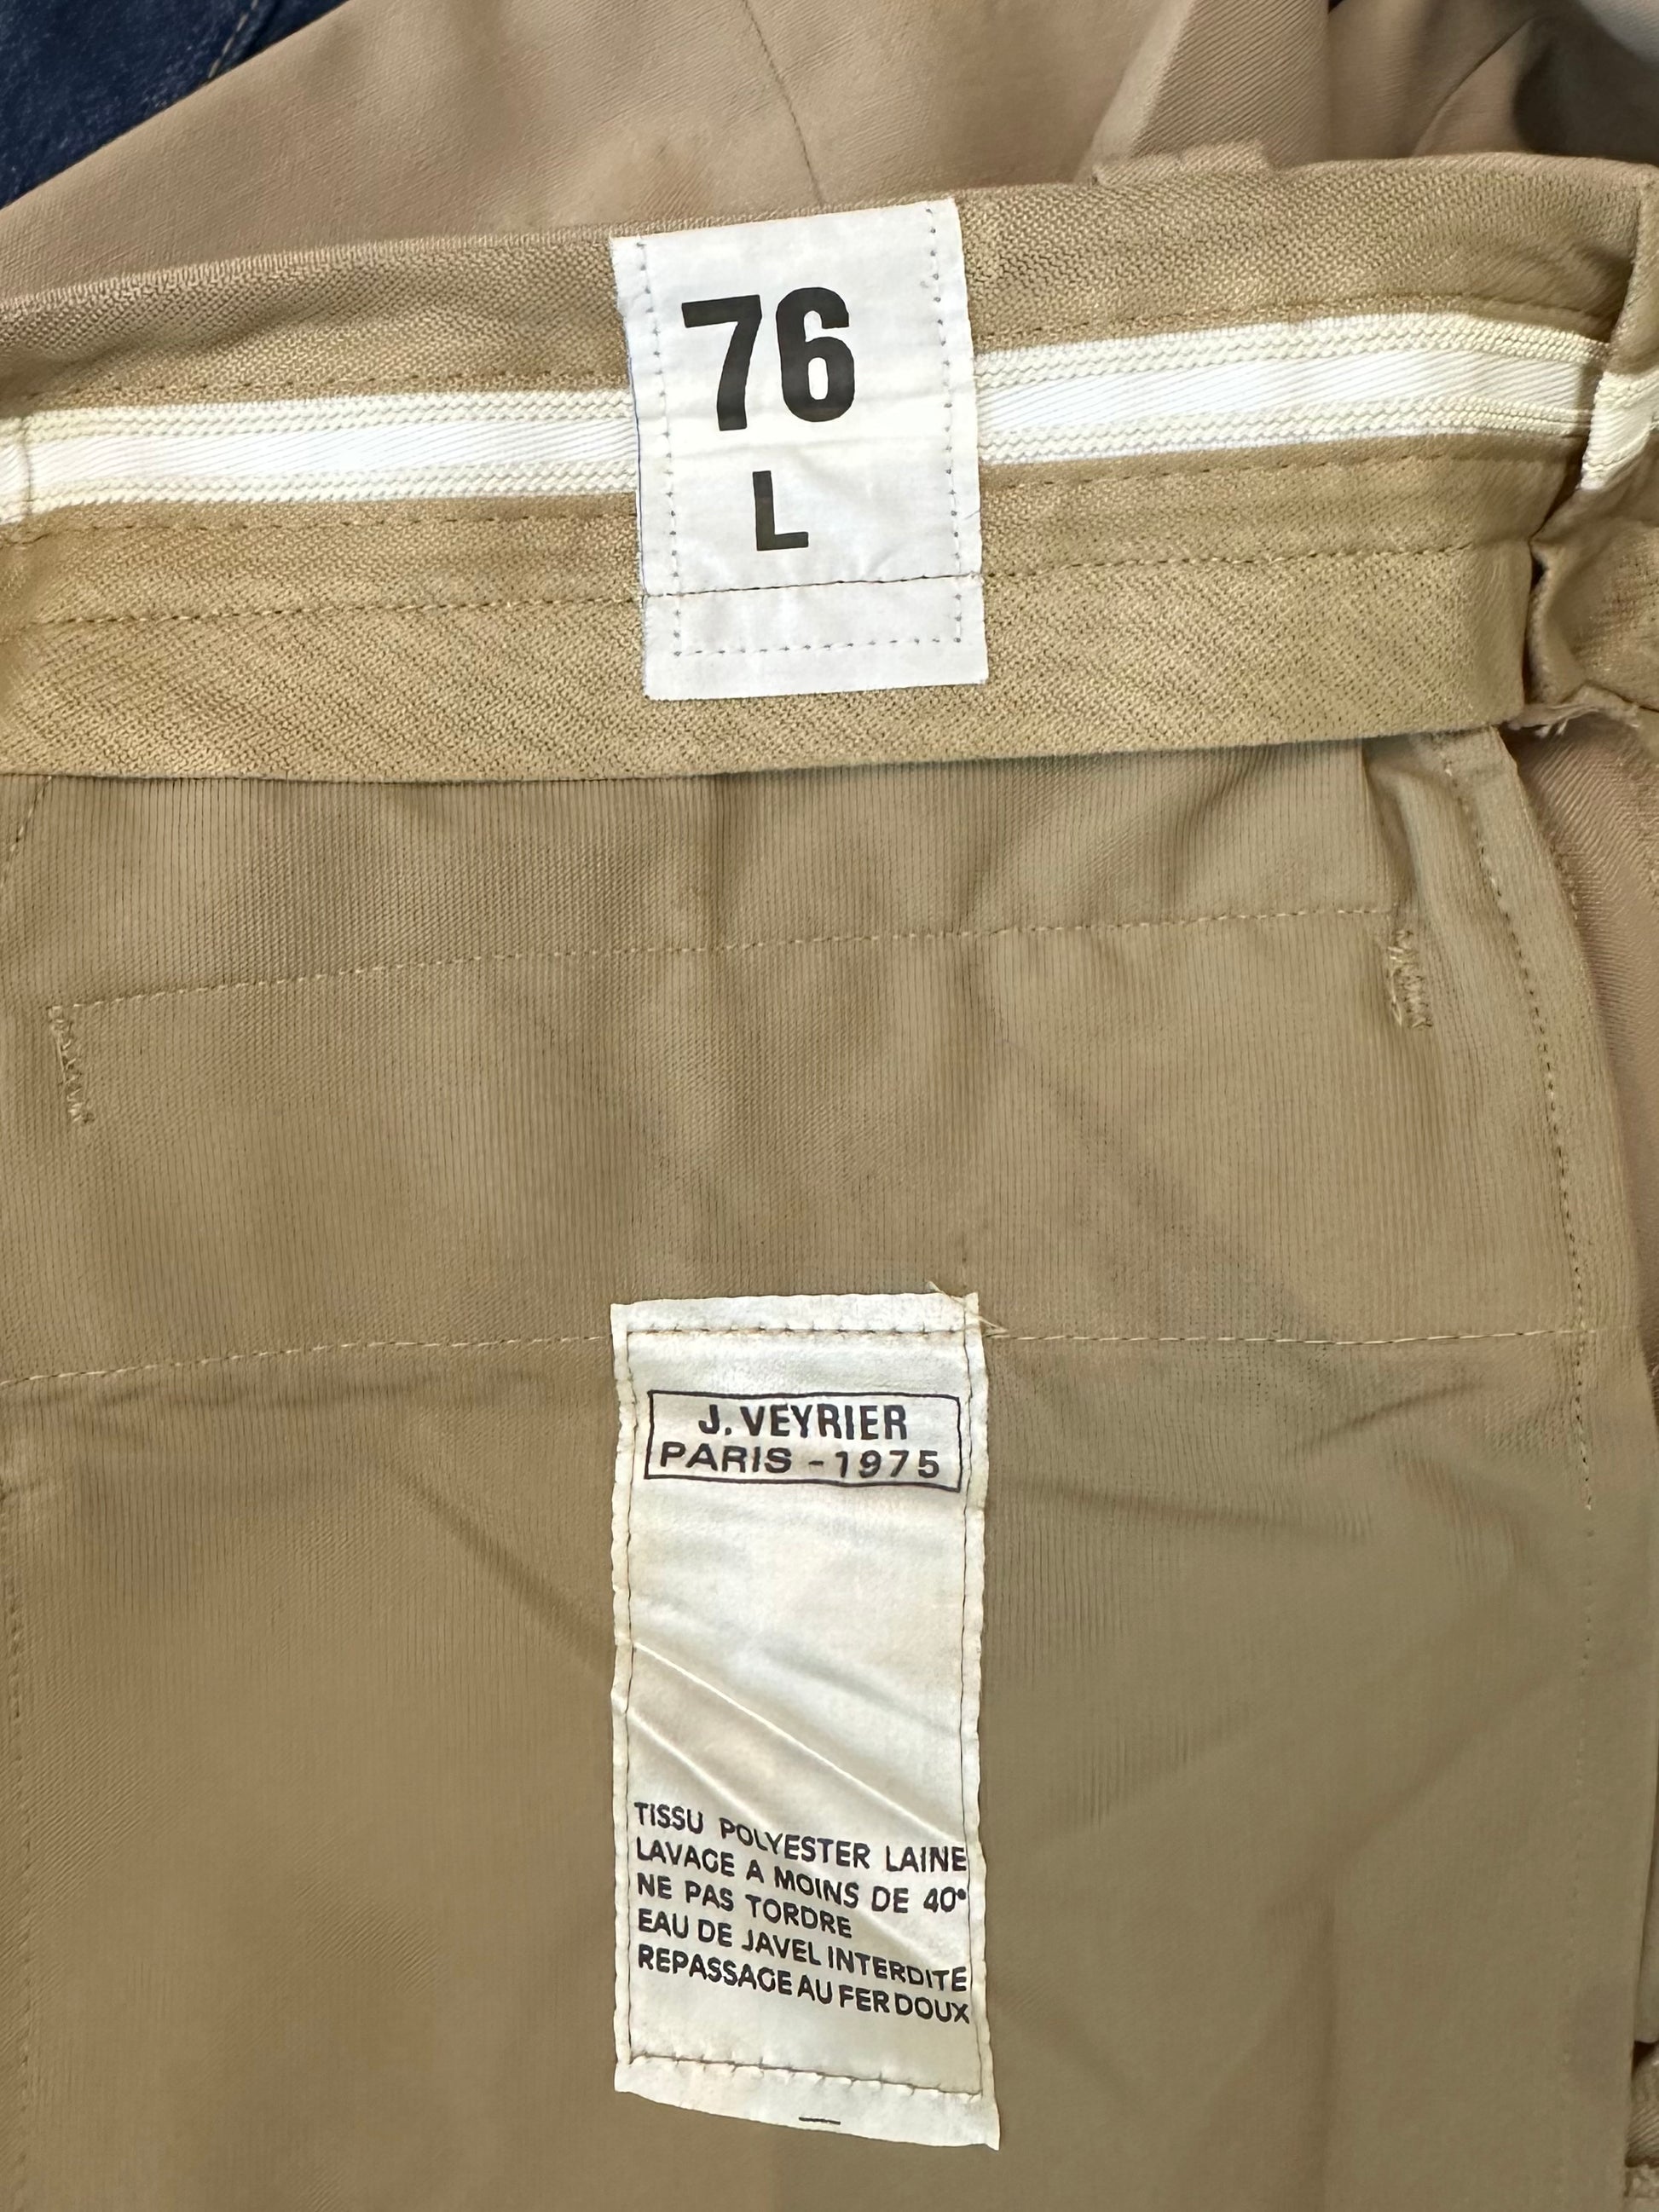 76
L
J. VEYRIER
PARIS - 1975
TISSU POLYESTER LAINE
LAVAGE A MOINS DE 40°
NE PAS TORDRE
EAU DE JAVEL INTERDITE
REPASSAGE AU FER DOUX